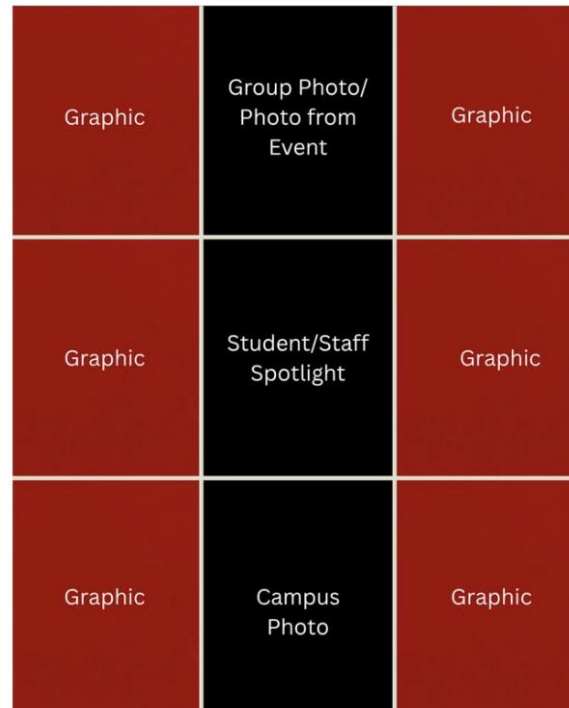 Graphic
Group Photo/
Photo from
Event
Graphic
Graphic
Student/Staff
Spotlight
Graphic
Graphic
Campus
Photo
Graphic